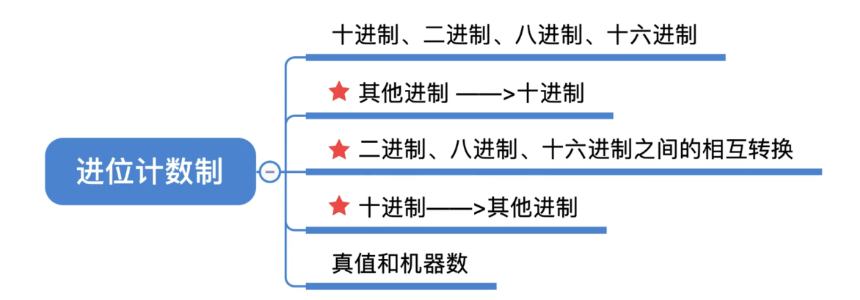 十进制、二进制、八进制、十六进制
其他进制 ——>十进制
二进制、八进制、十六进制之间的相互转换
进位计数制
十进制——>其他进制
真值和机器数